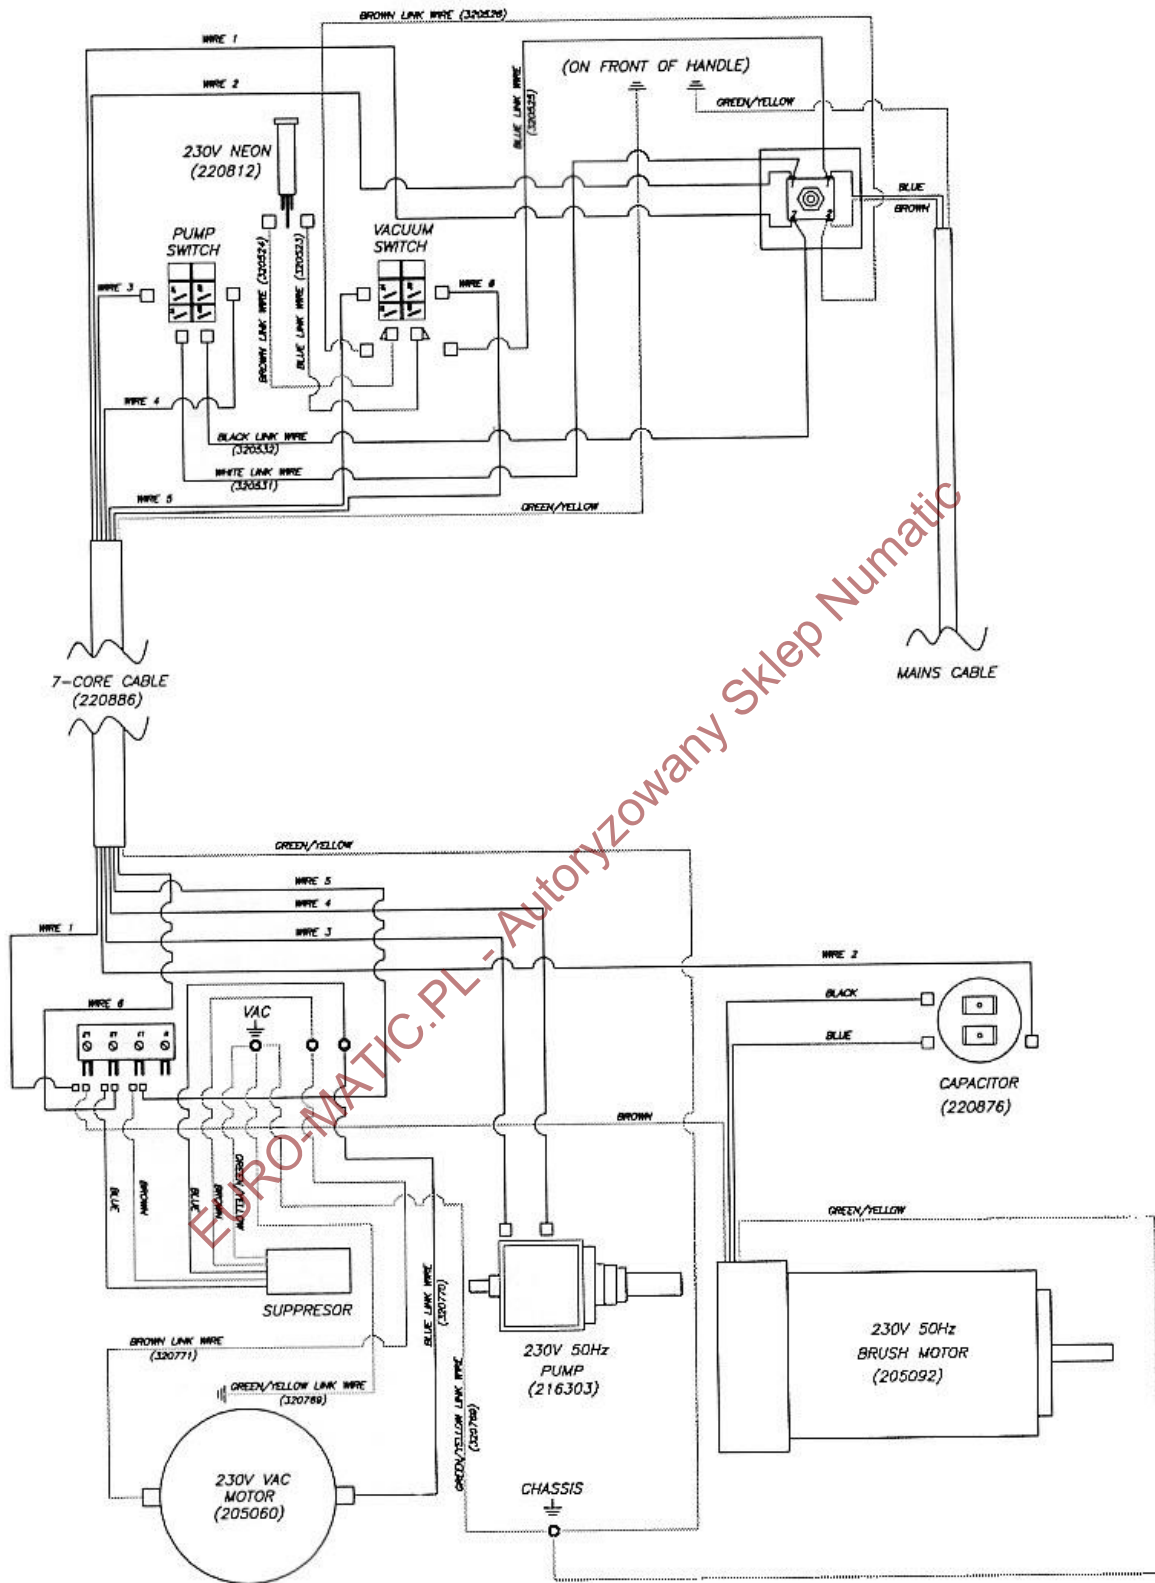 BROWN LINK WIRE (320526)
WIRE 1
(ON FRONT OF HANDLE)
WIRE 2
BLUE LINK WIRE
(320525)
GREEN/YELLOW
230V NEON
(220812)
BLUE
BROWN
PUMP
SWITCH
VACUUM
SWITCH
BROWN LINK WIRE (320524)
BLUE LINK WIRE (320523)
WIRE 3
WIRE 6
WIRE 4
BLACK LINK WIRE
(320532)
WHITE LINK WIRE
(320531)
WIRE 5
GREEN/YELLOW
7-CORE CABLE
(220886)
MAINS CABLE
GREEN/YELLOW
WIRE 5
WIRE 4
WIRE 1
WIRE 3
WIRE 2
WIRE 6
VAC
BLACK
BLUE
CAPACITOR
(220876)
BROWN
BLUE
BROWN
BLUE
BROWN
GREEN/YELLOW
GREEN/YELLOW
SUPPRESOR
BLUE LINK WIRE
(320770)
BROWN LINK WIRE
(320771)
230V 50Hz
PUMP
(216303)
230V 50Hz
BRUSH MOTOR
(205092)
GREEN/YELLOW LINK WIRE
(320769)
GREEN/YELLOW LINK WIRE
(320769)
230V VAC
MOTOR
(205060)
CHASSIS
EURO-MATIC.PL - Autoryzowany Sklep Numatic